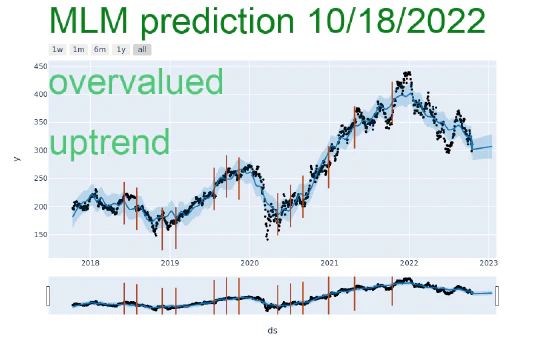 MLM prediction 10/18/2022
1w 1m 6m 1y all
overvalued
uptrend
450
400
350
300
250
200
150
y
2018 2019 2020 2021 2022 2023
ds